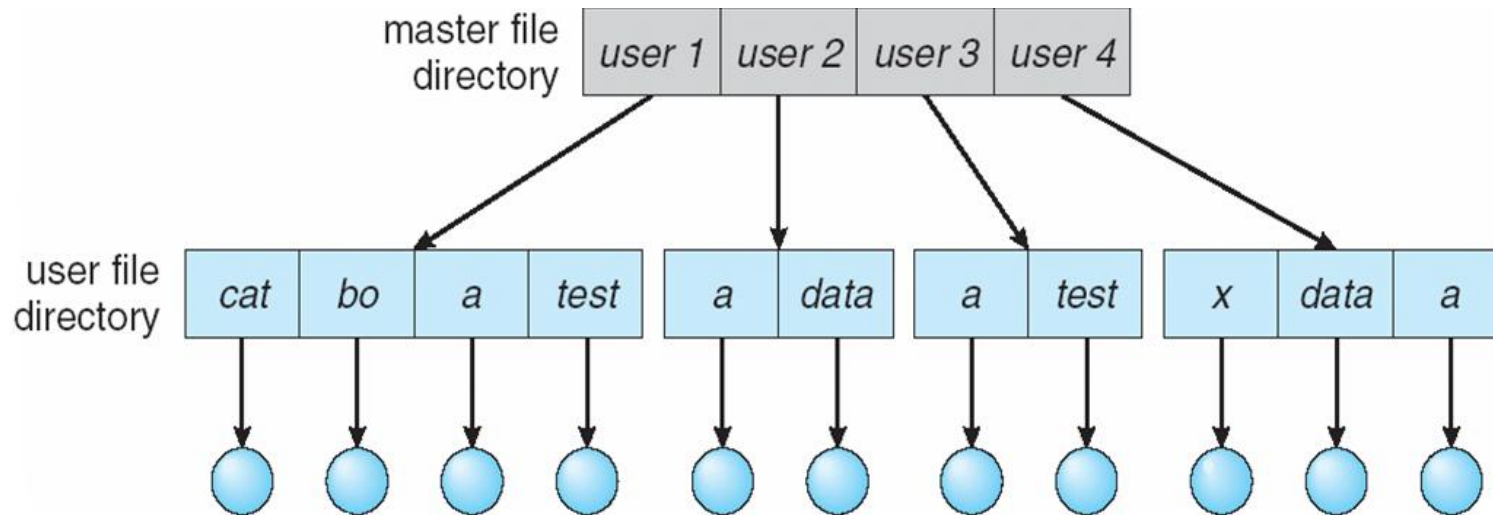 master file
directory
user 1 user 2 user 3 user 4
user file
directory
cat bo a test a data a test x data a